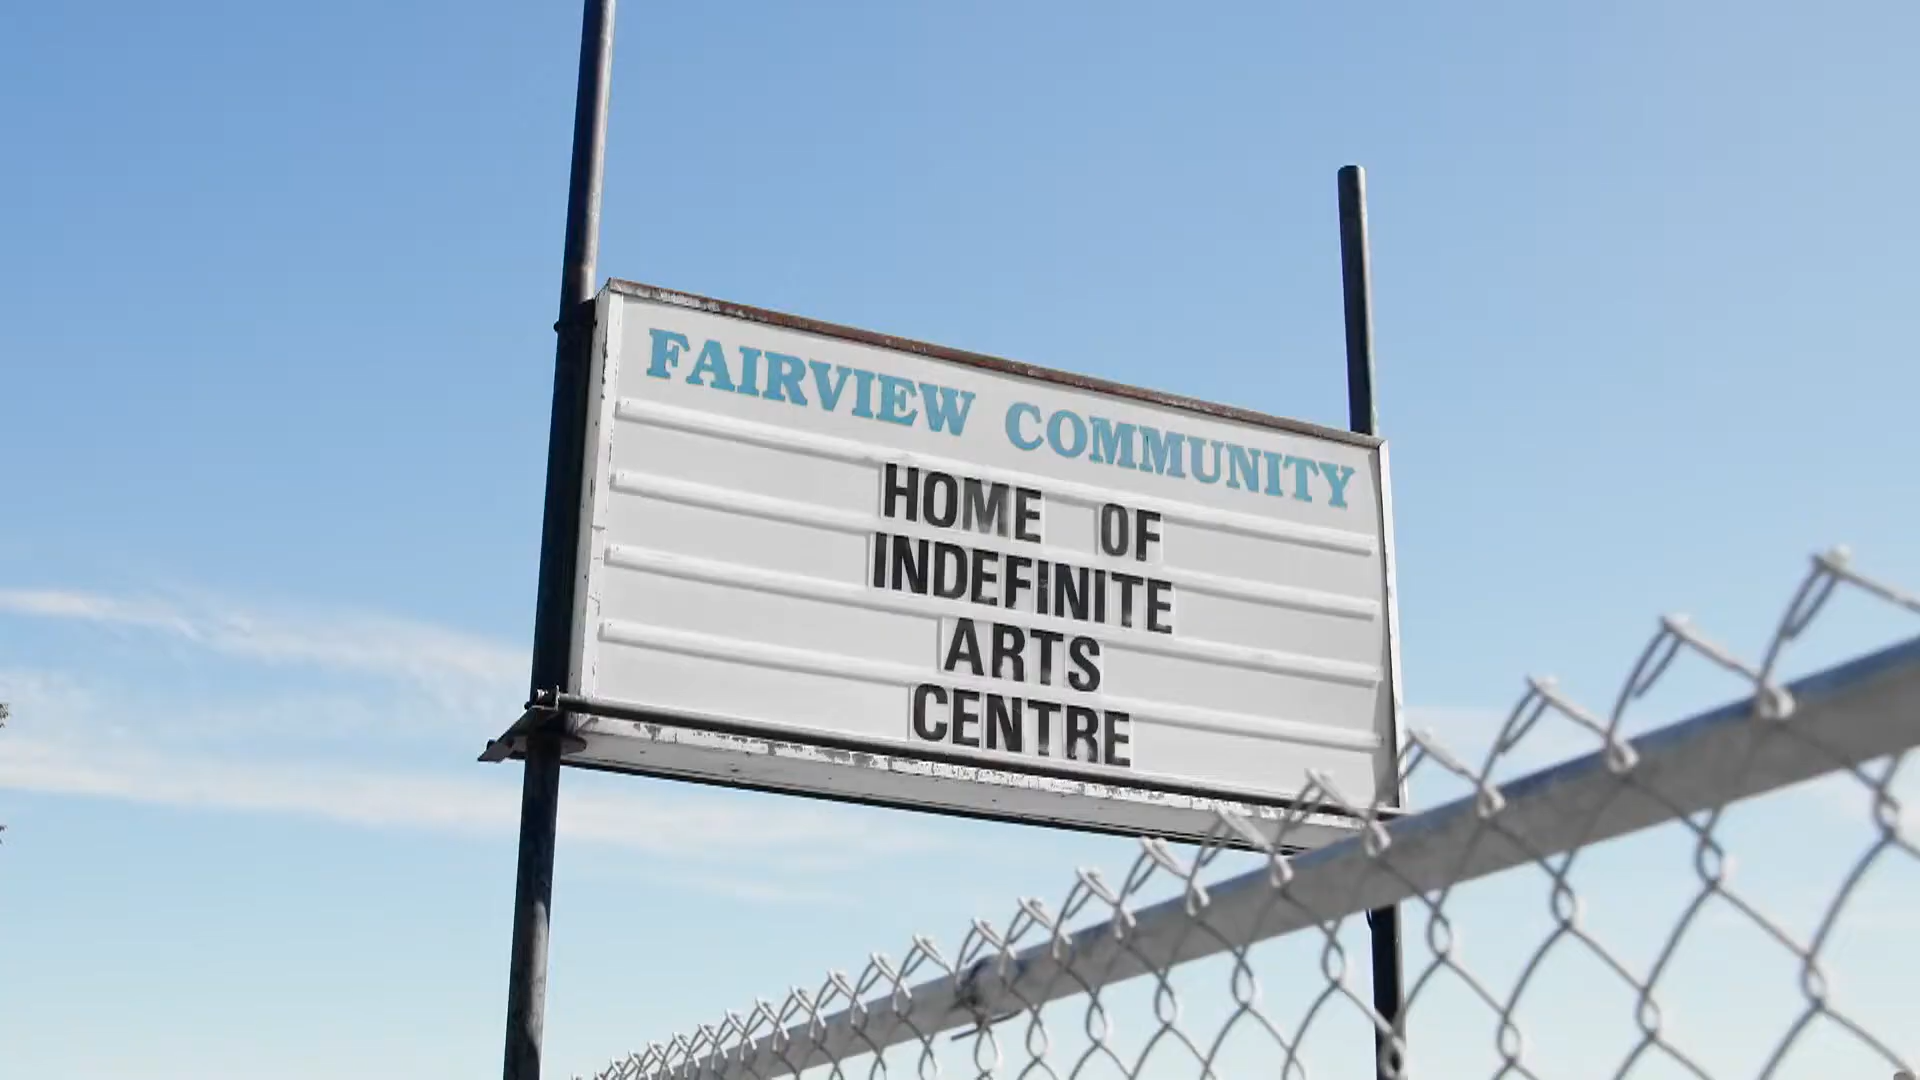 FAIRVIEW COMMUNITY
HOME OF
INDEFINITE
ARTS
CENTRE